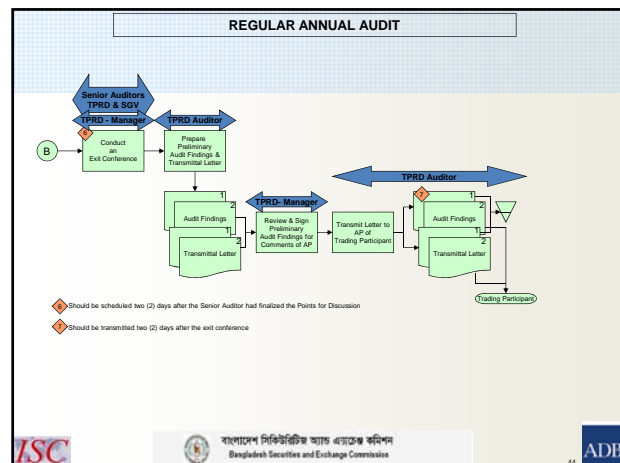 REGULAR ANNUAL AUDIT
Senior Auditors
TPRD & SGV
TPRD - Manager
TPRD Auditor
B
6
Conduct
an
Exit Conference
Prepare
Preliminary
Audit Findings &
Transmittal Letter
1
2
Audit Findings
1
2
Transmittal Letter
TPRD- Manager
Review & Sign
Preliminary
Audit Findings for
Comments of AP
Transmit Letter to
AP of
Trading Participant
TPRD Auditor
7
1
2
Audit Findings
1
2
Transmittal Letter
Trading Participant
6 Should be scheduled two (2) days after the Senior Auditor had finalized the Points for Discussion
7 Should be transmitted two (2) days after the exit conference
ISC
বাংলাদেশ সিকিউরিটিজ অ্যান্ড এক্সচেঞ্জ কমিশন
Bangladesh Securities and Exchange Commission
44
ADB